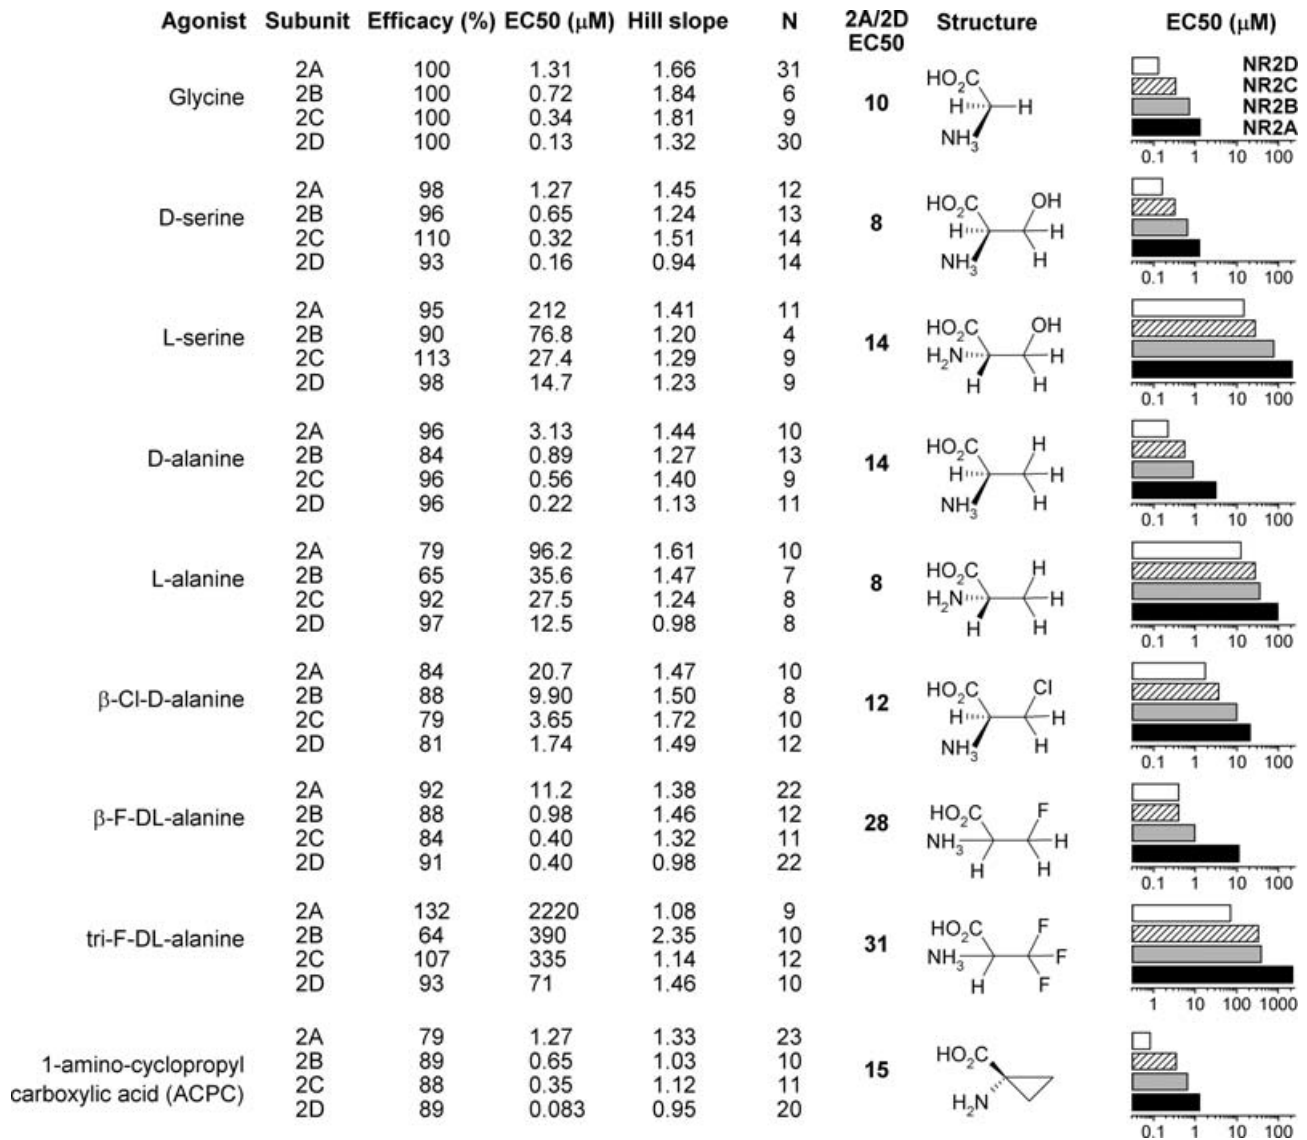 Agonist Subunit Efficacy (%) EC50 (μM) Hill slope N 2A/2D EC50 Structure EC50 (μM)
Glycine
2A 100 1.31 1.66 31
2B 100 0.72 1.84 6
2C 100 0.34 1.81 9
2D 100 0.13 1.32 30
10
HO2C
H H
NH3
NR2D
NR2C
NR2B
NR2A
0.1 1 10 100
D-serine
2A 98 1.27 1.45 12
2B 96 0.65 1.24 13
2C 110 0.32 1.51 14
2D 93 0.16 0.94 14
8
HO2C OH
H H
NH3 H
0.1 1 10 100
L-serine
2A 95 212 1.41 11
2B 90 76.8 1.20 4
2C 113 27.4 1.29 9
2D 98 14.7 1.23 9
14
HO2C OH
H2N H
H H
0.1 1 10 100
D-alanine
2A 96 3.13 1.44 10
2B 84 0.89 1.27 13
2C 96 0.56 1.40 9
2D 96 0.22 1.13 11
14
HO2C H
H H
NH3 H
0.1 1 10 100
L-alanine
2A 79 96.2 1.61 10
2B 65 35.6 1.47 7
2C 92 27.5 1.24 8
2D 97 12.5 0.98 8
8
HO2C H
H2N H
H H
0.1 1 10 100
β-Cl-D-alanine
2A 84 20.7 1.47 10
2B 88 9.90 1.50 8
2C 79 3.65 1.72 10
2D 81 1.74 1.49 12
12
HO2C Cl
H H
NH3 H
0.1 1 10 100
β-F-DL-alanine
2A 92 11.2 1.38 22
2B 88 0.98 1.46 12
2C 84 0.40 1.32 11
2D 91 0.40 0.98 22
28
HO2C F
NH3 H
H H
0.1 1 10 100
tri-F-DL-alanine
2A 132 2220 1.08 9
2B 64 390 2.35 10
2C 107 335 1.14 12
2D 93 71 1.46 10
31
HO2C F
NH3 F
H F
1 10 100 1000
1-amino-cyclopropyl
carboxylic acid (ACPC)
2A 79 1.27 1.33 23
2B 89 0.65 1.03 10
2C 88 0.35 1.12 11
2D 89 0.083 0.95 20
15
HO2C
H2N
0.1 1 10 100